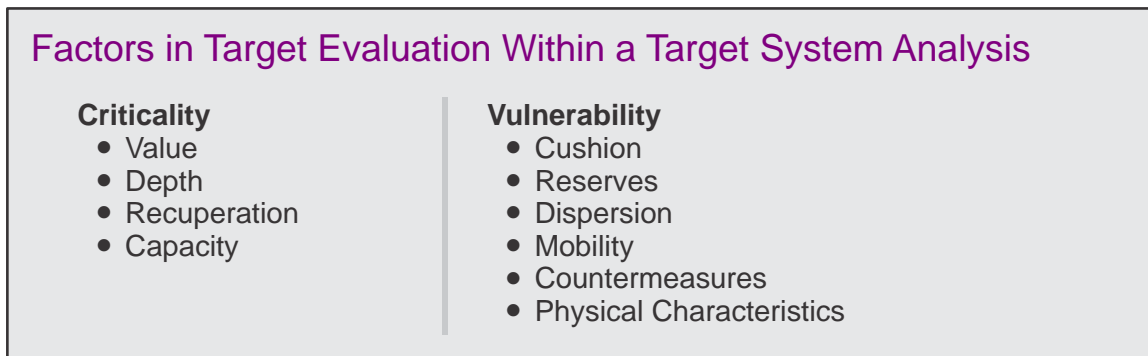 Factors in Target Evaluation Within a Target System Analysis
Criticality
• Value
• Depth
• Recuperation
• Capacity
Vulnerability
• Cushion
• Reserves
• Dispersion
• Mobility
• Countermeasures
• Physical Characteristics